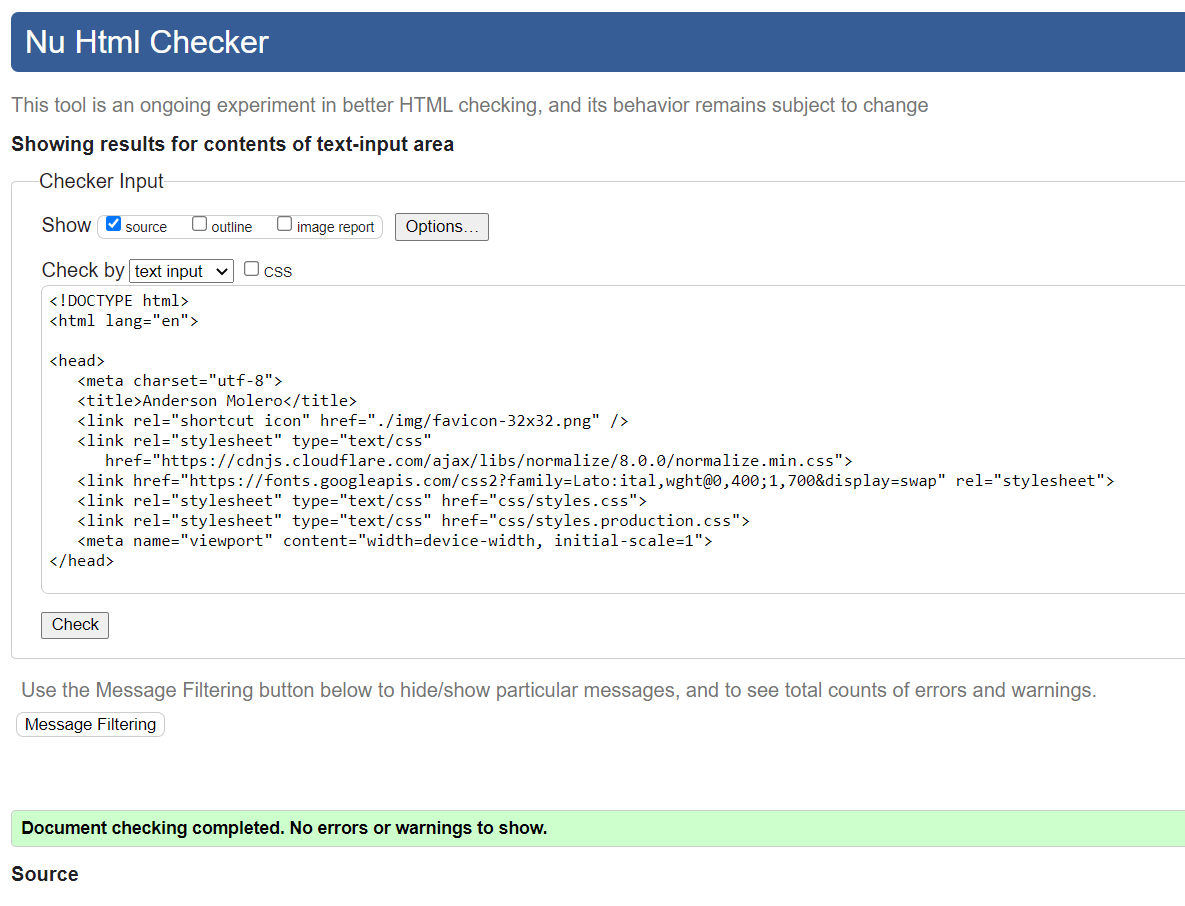 Nu Html Checker
This tool is an ongoing experiment in better HTML checking, and its behavior remains subject to change
Showing results for contents of text-input area
Checker Input
Show source outline image report Options...
Check by text input CSS
<!DOCTYPE html>
<html lang="en">
<head>
<meta charset="utf-8">
<title>Anderson Molero</title>
<link rel="shortcut icon" href="./img/favicon-32x32.png" />
<link rel="stylesheet" type="text/css"
href="https://cdnjs.cloudflare.com/ajax/libs/normalize/8.0.0/normalize.min.css">
<link href="https://fonts.googleapis.com/css2?family=Lato:ital,wght@0,400;1,700&display=swap" rel="stylesheet">
<link rel="stylesheet" type="text/css" href="css/styles.css">
<link rel="stylesheet" type="text/css" href="css/styles.production.css">
<meta name="viewport" content="width=device-width, initial-scale=1">
</head>
Check
Use the Message Filtering button below to hide/show particular messages, and to see total counts of errors and warnings.
Message Filtering
Document checking completed. No errors or warnings to show.
Source